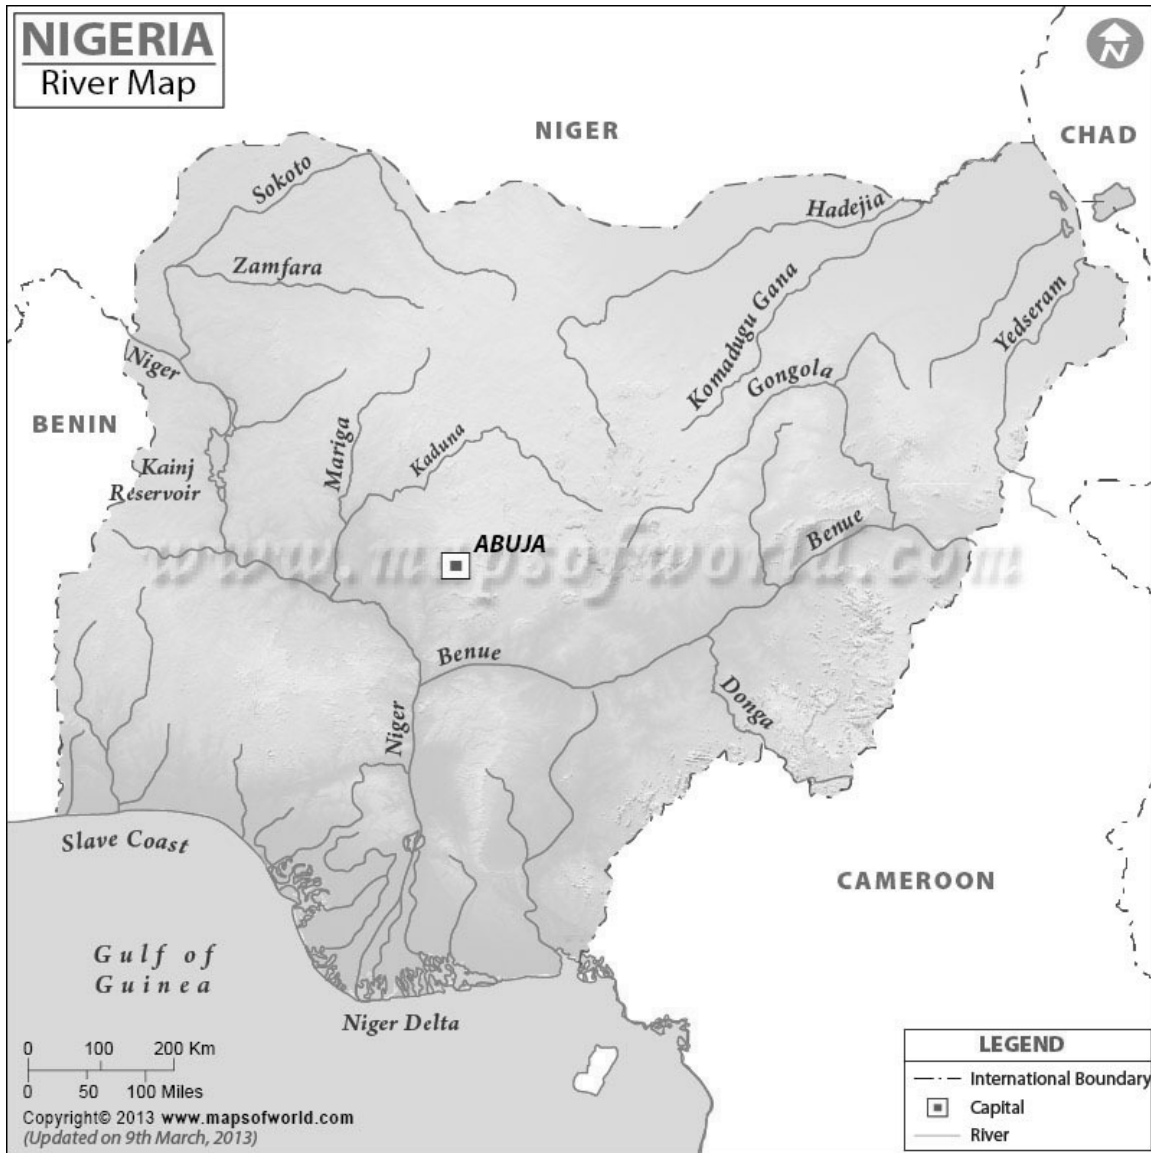 NIGERIA
River Map
N
NIGER
CHAD
Sokoto
Hadejia
Zamfara
Komadugu Gana
Yedseram
Niger
Gongola
BENIN
Mariga
Kaduna
Kainj
Reservoir
Benue
ABUJA
www.mapsofworld.com
Benue
Donga
Niger
Slave Coast
CAMEROON
Gulf of
Guinea
Niger Delta
0 100 200 Km
0 50 100 Miles
Copyright© 2013 www.mapsofworld.com
(Updated on 9th March, 2013)
LEGEND
International Boundary
Capital
River